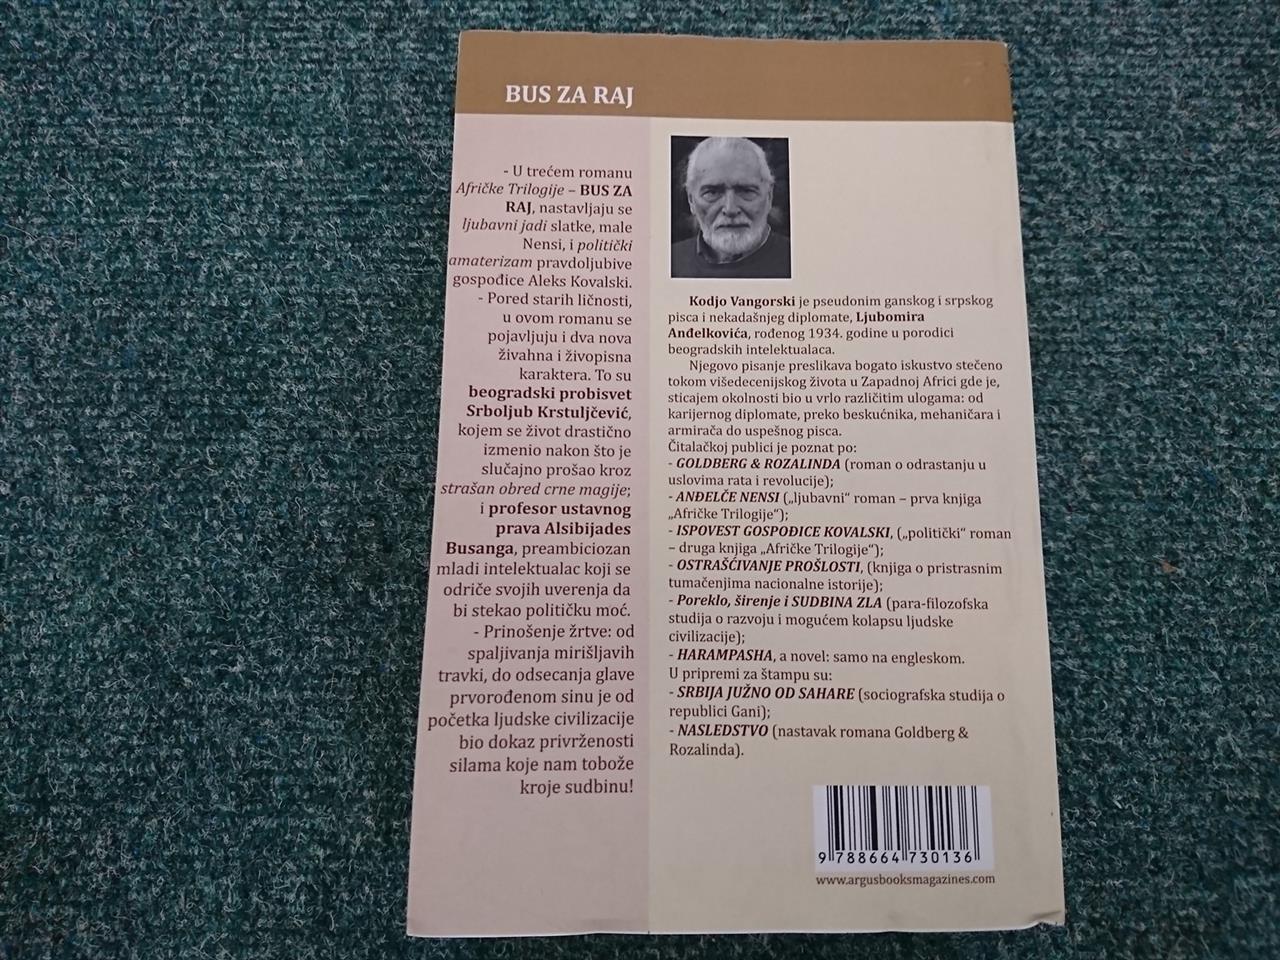 BUS ZA RAJ
- U trećem romanu
Afričke Trilogije – BUS ZA
RAJ, nastavljaju se
ljubavni jadi slatke, male
Nensi, i politički
amaterizam pravdoljubive
gospođice Aleks Kovalski.
- Pored starih ličnosti,
u ovom romanu se
pojavljuju i dva nova
živahna i živopisna
karaktera. To su
beogradski probisvet
Srboljub Krstuljčević,
kojem se život drastično
izmenio nakon što je
slučajno prošao kroz
strašan obred crne magije;
i profesor ustavnog
prava Alsibijades
Busanga, preambiciozan
mladi intelektualac koji se
odriče svojih uverenja da
bi stekao političku moć.
- Prinošenje žrtve: od
spaljivanja mirišljavih
travki, do odsecanja glave
prvorođenom sinu je od
početka ljudske civilizacije
bio dokaz privrženosti
silama koje nam tobože
kroje sudbinu!
Kodjo Vangorski je pseudonim ganskog i srpskog
pisca i nekadašnjeg diplomate, Ljubomira
Anđelkovića, rođenog 1934. godine u porodici
beogradskih intelektualaca.
Njegovo pisanje preslikava bogato iskustvo stečeno
tokom višedecenijskog života u Zapadnoj Africi gde je,
sticajem okolnosti bio u vrlo različitim ulogama: od
karijernog diplomate, preko beskućnika, mehaničara i
armirača do uspešnog pisca.
Čitalačkoj publici je poznat po:
- GOLDBERG & ROZALINDA (roman o odrastanju u
uslovima rata i revolucije);
- ANĐELČE NENSI („ljubavni“ roman – prva knjiga
„Afričke Trilogije“);
- ISPOVEST GOSPOĐICE KOVALSKI, („politički“ roman
– druga knjiga „Afričke Trilogije“);
- OSTRAŠĆIVANJE PROŠLOSTI, (knjiga o pristrasnim
tumačenjima nacionalne istorije);
- Poreklo, širenje i SUDBINA ZLA (para-filozofska
studija o razvoju i mogućem kolapsu ljudske
civilizacije);
- HARAMPASHA, a novel: samo na engleskom.
U pripremi za štampu su:
- SRBIJA JUŽNO OD SAHARE (sociografska studija o
republici Gani);
- NASLEDSTVO (nastavak romana Goldberg &
Rozalinda).
9 788664 730136
www.argusbooksmagazines.com